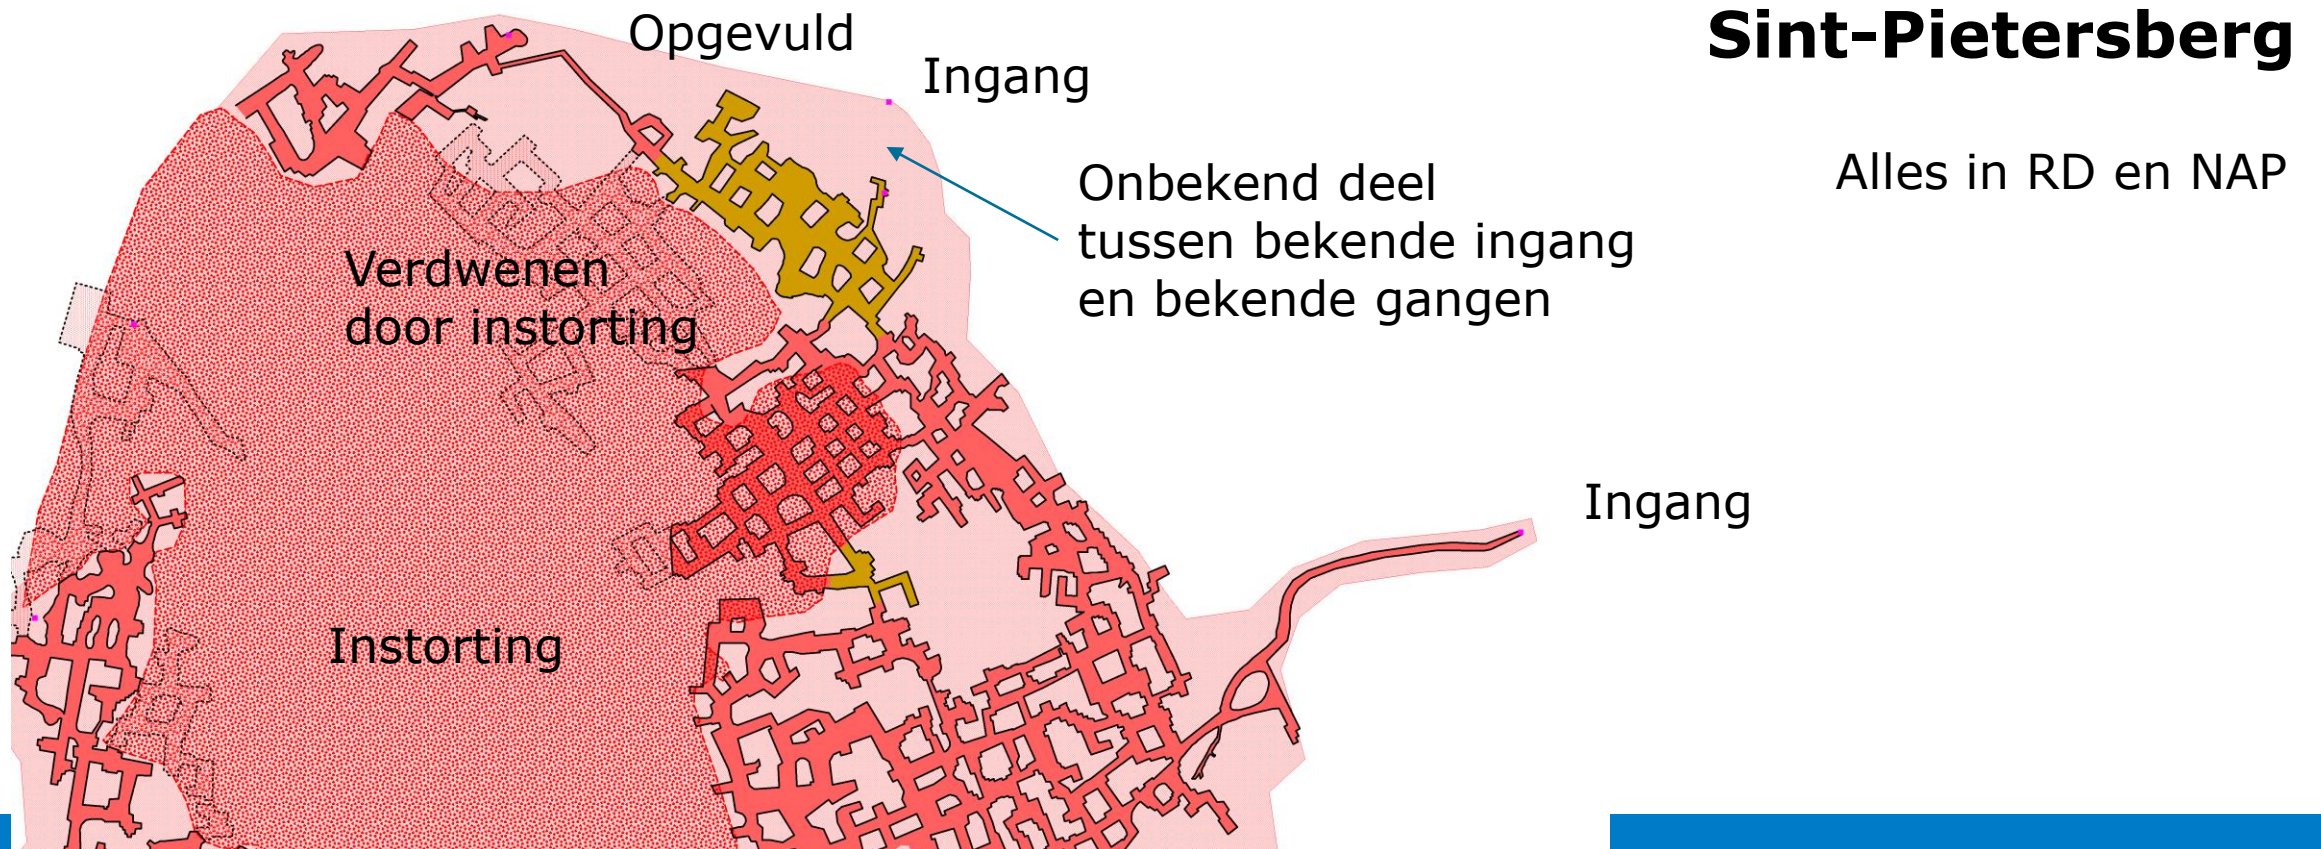 Sint-Pietersberg
Opgevuld
Ingang
Alles in RD en NAP
Onbekend deel
tussen bekende ingang
en bekende gangen
Verdwenen
door instorting
Ingang
Instorting